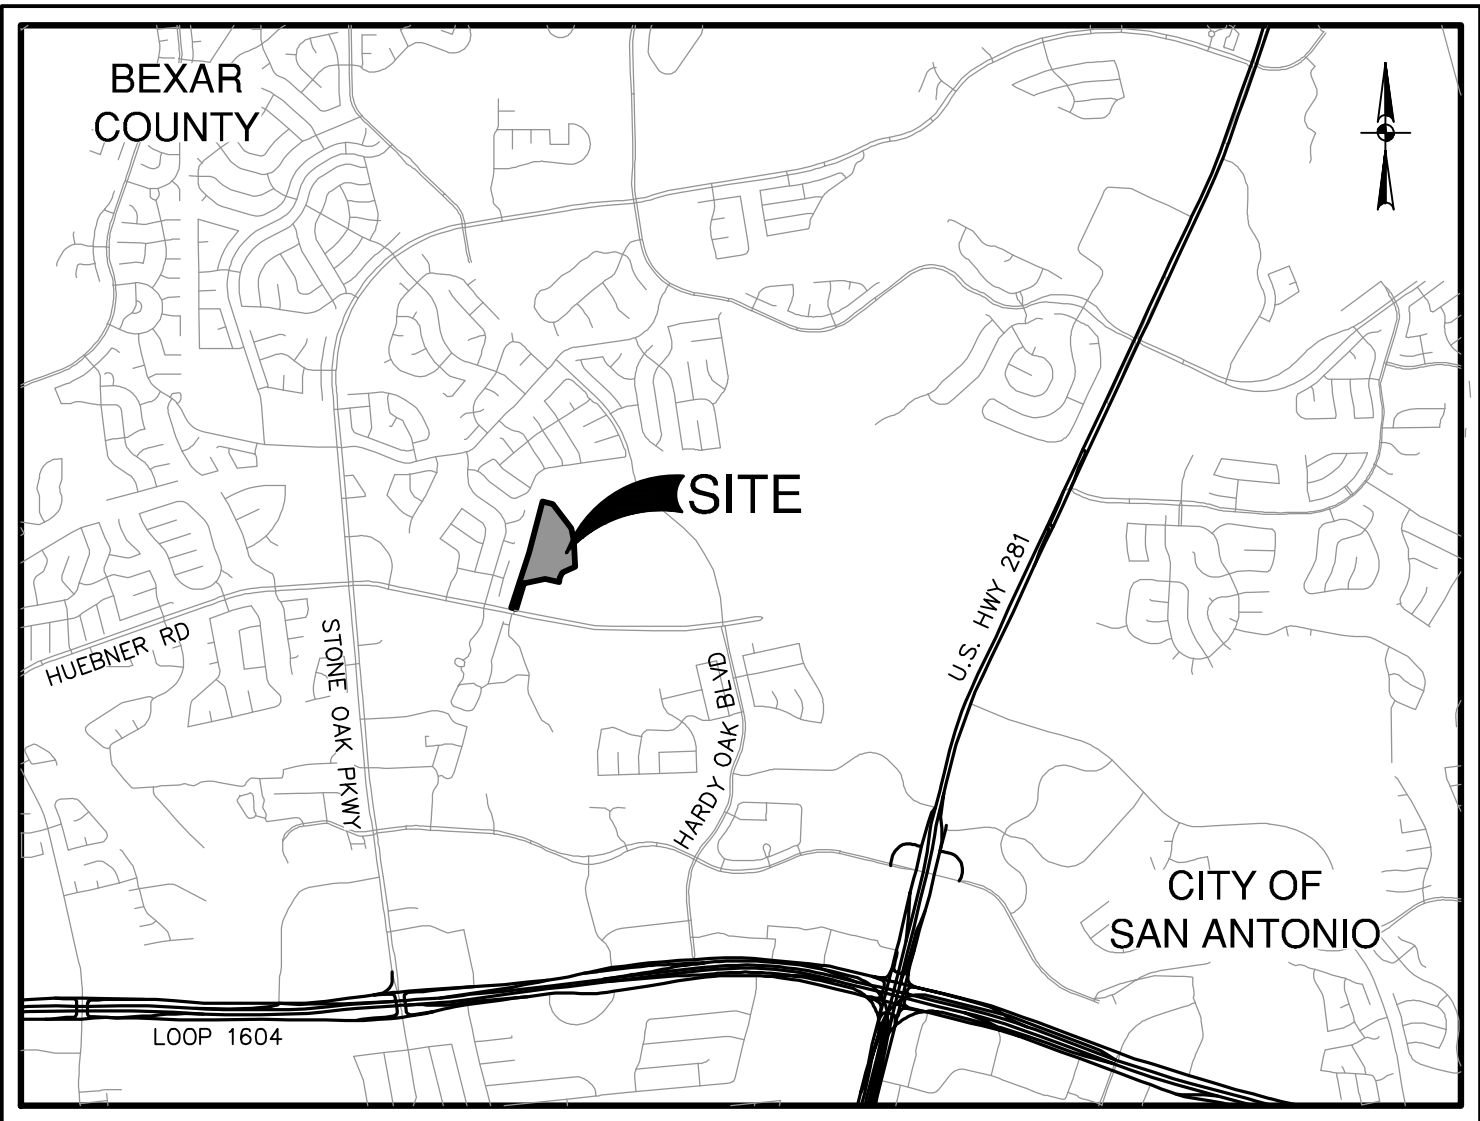 BEXAR
COUNTY
SITE
U.S. HWY 281
HUEBNER RD
STONE OAK PKWY
HARDY OAK BLVD
CITY OF
SAN ANTONIO
LOOP 1604